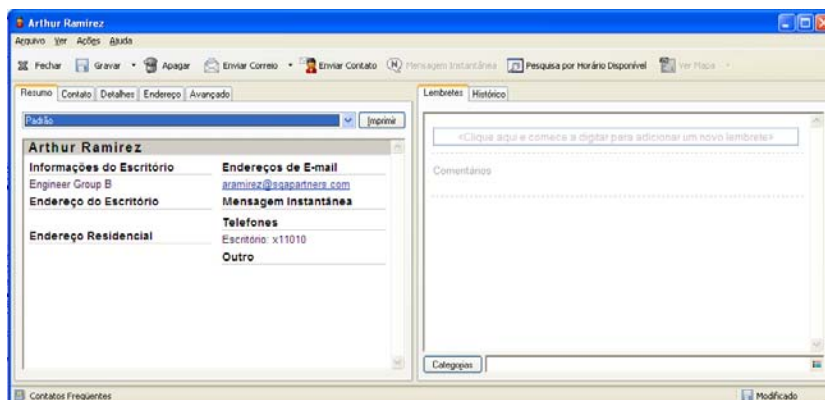 Arthur Ramirez
Arquivo Ver Ações Ajuda
Fechar Gravar Apagar Enviar Correio Enviar Contato Mensagem Instantânea Pesquisa por Horário Disponível Ver Mapa
Resumo Contato Detalhes Endereço Avançado
Padrão Imprimir
Arthur Ramirez
Informações do Escritório
Engineer Group B
Endereço do Escritório
Endereço Residencial
Endereços de E-mail
aramirez@sqapartners.com
Mensagem Instantânea
Telefones
Escritório: x11010
Outro
Lembretes Histórico
<Clique aqui e comece a digitar para adicionar um novo lembrete>
Comentários
Categorias
Contatos Freqüentes Modificado